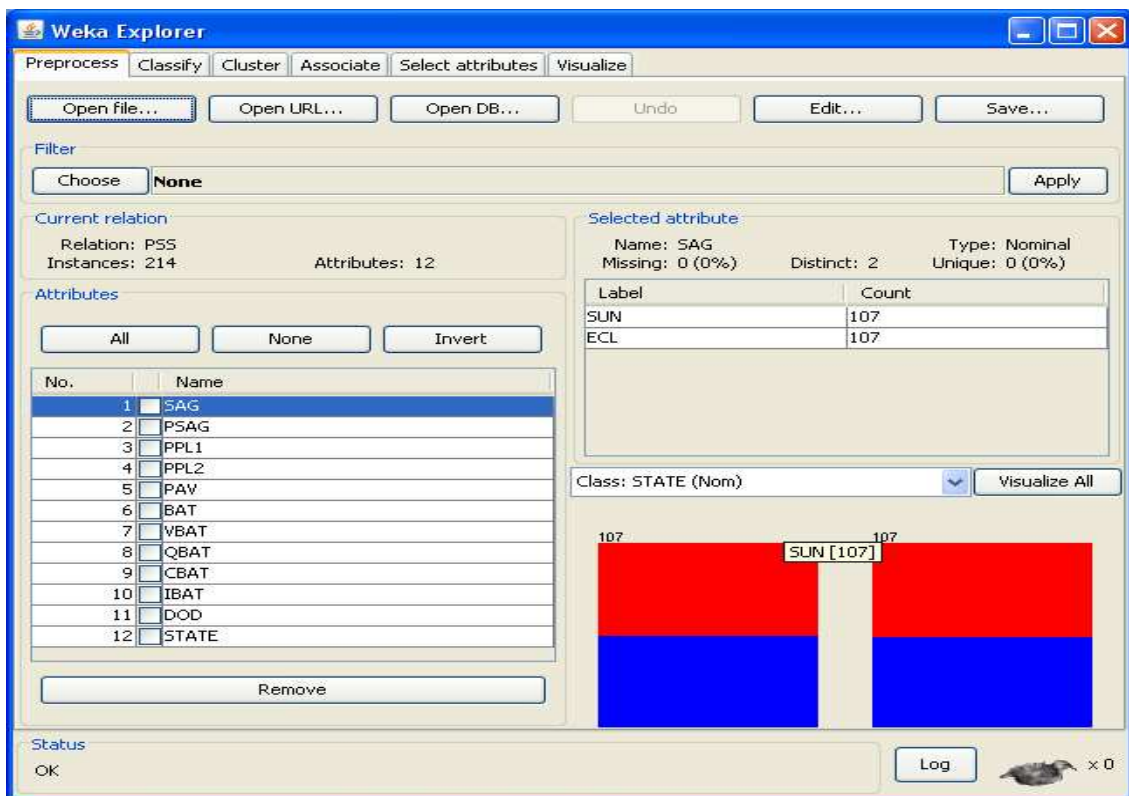 Weka Explorer
Preprocess Classify Cluster Associate Select attributes Visualize
Open file... Open URL... Open DB... Undo Edit... Save...
Filter
Choose None Apply
Current relation
Relation: PSS
Instances: 214 Attributes: 12
Attributes
All None Invert
No. Name
1 SAG
2 PSAG
3 PPL1
4 PPL2
5 PAV
6 BAT
7 VBAT
8 QBAT
9 CBAT
10 IBAT
11 DOD
12 STATE
Remove
Selected attribute
Name: SAG Type: Nominal
Missing: 0 (0%) Distinct: 2 Unique: 0 (0%)
Label Count
SUN 107
ECL 107
Class: STATE (Nom) Visualize All
107 107
SUN [107]
Status
OK
Log x 0